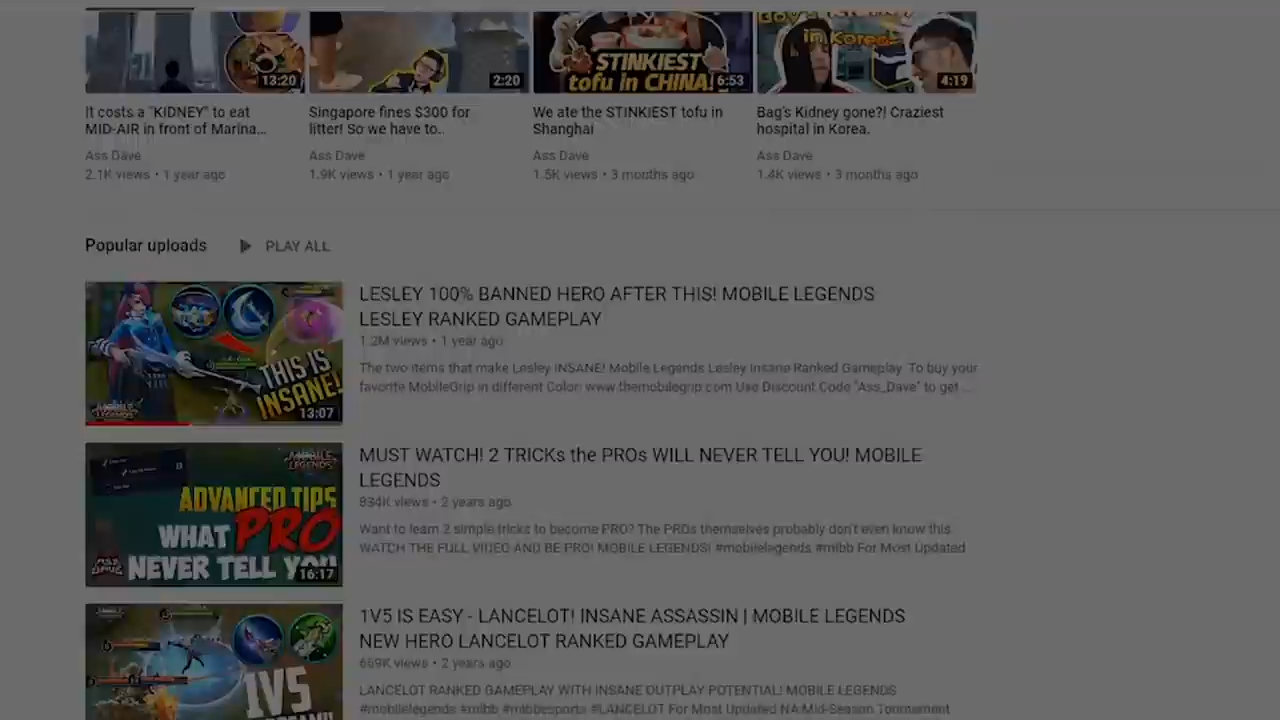 in Korea
STINKIEST
tofu in CHINA!
13:20
2:20
6:53
4:19
It costs a "KIDNEY" to eat
MID-AIR in front of Marina...
Singapore fines $300 for
litter! So we have to..
We ate the STINKIEST tofu in
Shanghai
Bag's Kidney gone?! Craziest
hospital in Korea.
Ass Dave
Ass Dave
Ass Dave
Ass Dave
2.1K views • 1 year ago
1.9K views • 1 year ago
1.5K views • 3 months ago
1.4K views • 3 months ago
Popular uploads
PLAY ALL
THIS IS
INSANE!
MOBILE
LEGENDS
13:07
LESLEY 100% BANNED HERO AFTER THIS! MOBILE LEGENDS
LESLEY RANKED GAMEPLAY
1.2M views • 1 year ago
The two items that make Lesley INSANE! Mobile Legends Lesley Insane Ranked Gameplay. To buy your
favorite MobileGrip in different Color: www.themobilegrip.com Use Discount Code "Ass_Dave" to get ...
MOBILE
LEGENDS
ADVANCED TIPS
WHAT PRO
NEVER TELL YOU
16:17
MUST WATCH! 2 TRICKs the PROs WILL NEVER TELL YOU! MOBILE
LEGENDS
834K views • 2 years ago
Want to learn 2 simple tricks to become PRO? The PROs themselves probably don't even know this.
WATCH THE FULL VIDEO AND BE PRO! MOBILE LEGENDS! #mobilelegends #mlbb For Most Updated
1V5
1V5 IS EASY - LANCELOT! INSANE ASSASSIN | MOBILE LEGENDS
NEW HERO LANCELOT RANKED GAMEPLAY
669K views • 2 years ago
LANCELOT RANKED GAMEPLAY WITH INSANE OUTPLAY POTENTIAL! MOBILE LEGENDS
#mobilelegends #mlbb #mlbbesports #LANCELOT For Most Updated NA Mid-Season Tournament